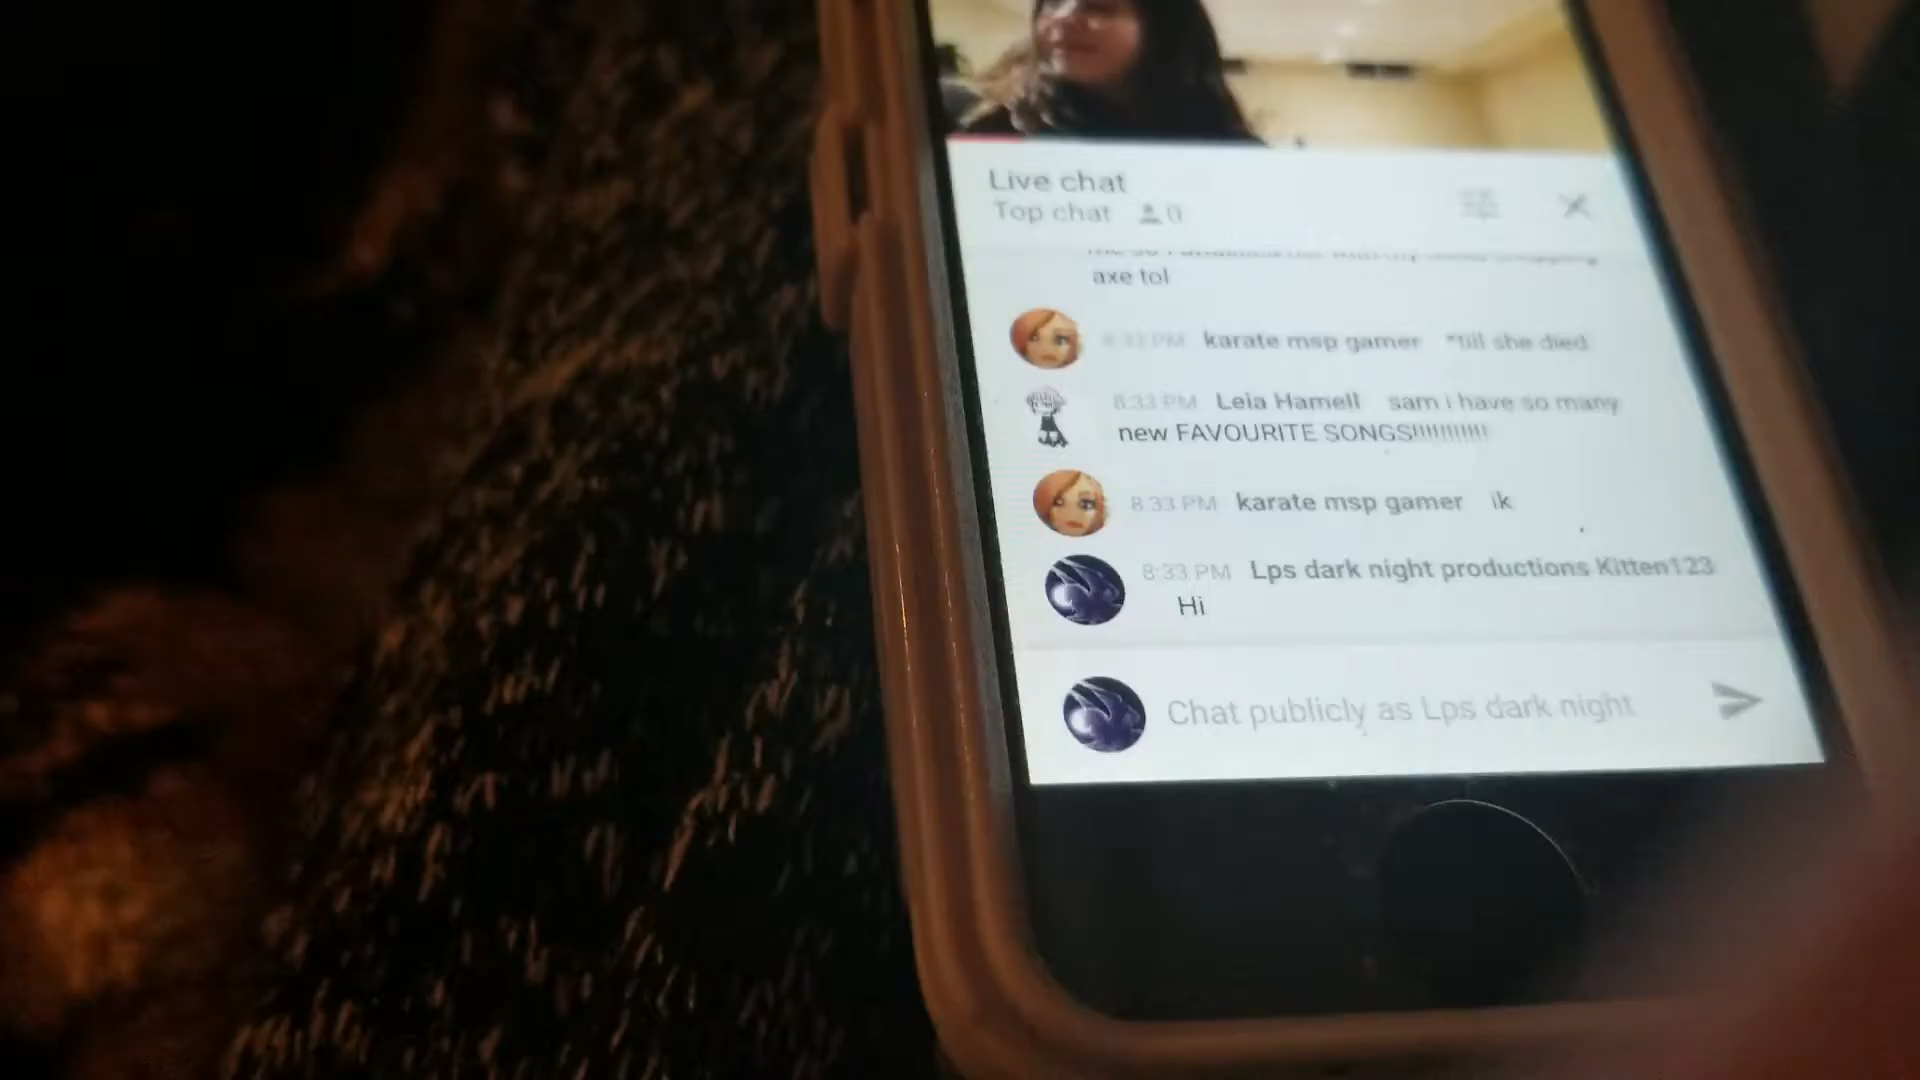 Live chat
Top chat 0
axe tol
8:33 PM karate msp gamer *till she died
8:33 PM Leia Hamell sam i have so many
new FAVOURITE SONGS!!!!!!!!!!!
8:33 PM karate msp gamer ik
8:33 PM Lps dark night productions Kitten123
Hi
Chat publicly as Lps dark night